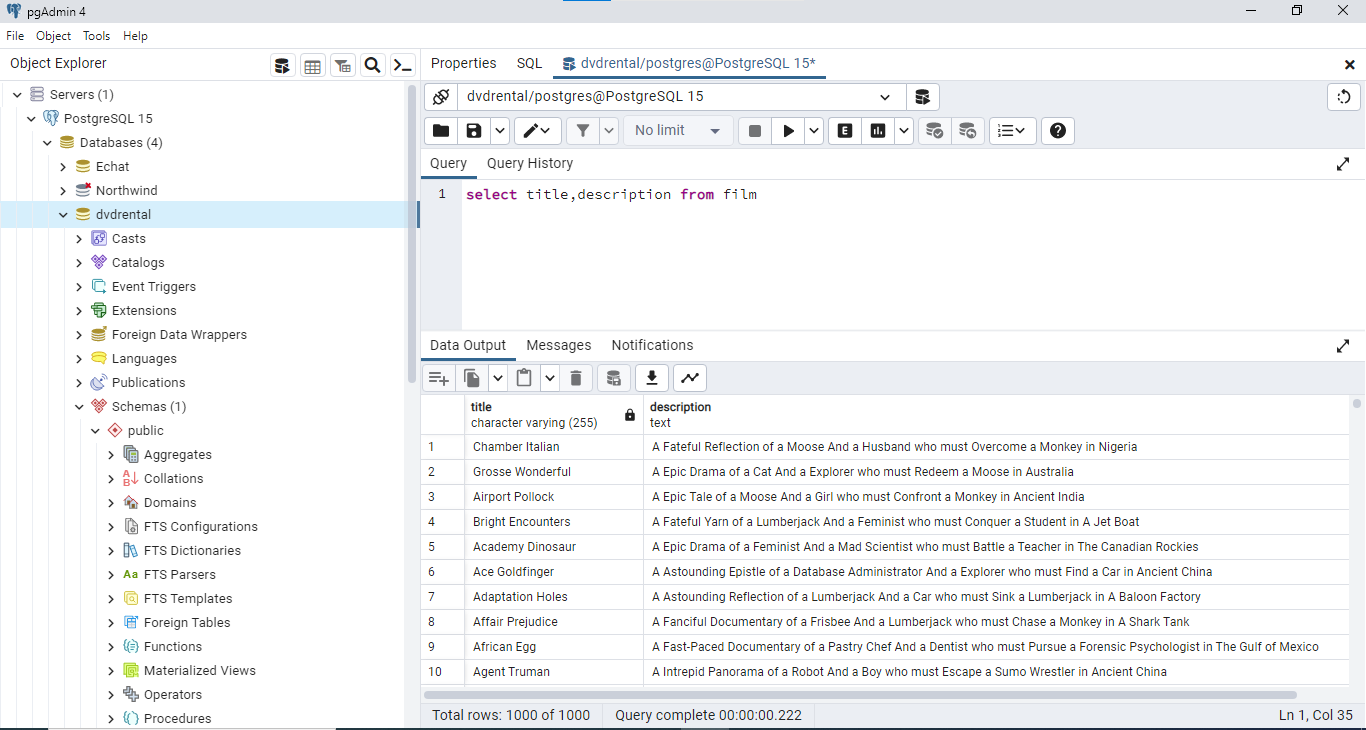 pgAdmin 4
File Object Tools Help
Object Explorer
Servers (1)
PostgreSQL 15
Databases (4)
Echat
Northwind
dvdrental
Casts
Catalogs
Event Triggers
Extensions
Foreign Data Wrappers
Languages
Publications
Schemas (1)
public
Aggregates
Collations
Domains
FTS Configurations
FTS Dictionaries
Aa FTS Parsers
FTS Templates
Foreign Tables
Functions
Materialized Views
Operators
Procedures
Properties SQL dvdrental/postgres@PostgreSQL 15*
dvdrental/postgres@PostgreSQL 15
No limit E
Query Query History
1 select title,description from film
Data Output Messages Notifications
title description
character varying (255) text
1 Chamber Italian A Fateful Reflection of a Moose And a Husband who must Overcome a Monkey in Nigeria
2 Grosse Wonderful A Epic Drama of a Cat And a Explorer who must Redeem a Moose in Australia
3 Airport Pollock A Epic Tale of a Moose And a Girl who must Confront a Monkey in Ancient India
4 Bright Encounters A Fateful Yarn of a Lumberjack And a Feminist who must Conquer a Student in A Jet Boat
5 Academy Dinosaur A Epic Drama of a Feminist And a Mad Scientist who must Battle a Teacher in The Canadian Rockies
6 Ace Goldfinger A Astounding Epistle of a Database Administrator And a Explorer who must Find a Car in Ancient China
7 Adaptation Holes A Astounding Reflection of a Lumberjack And a Car who must Sink a Lumberjack in A Baloon Factory
8 Affair Prejudice A Fanciful Documentary of a Frisbee And a Lumberjack who must Chase a Monkey in A Shark Tank
9 African Egg A Fast-Paced Documentary of a Pastry Chef And a Dentist who must Pursue a Forensic Psychologist in The Gulf of Mexico
10 Agent Truman A Intrepid Panorama of a Robot And a Boy who must Escape a Sumo Wrestler in Ancient China
Total rows: 1000 of 1000 Query complete 00:00:00.222 Ln 1, Col 35